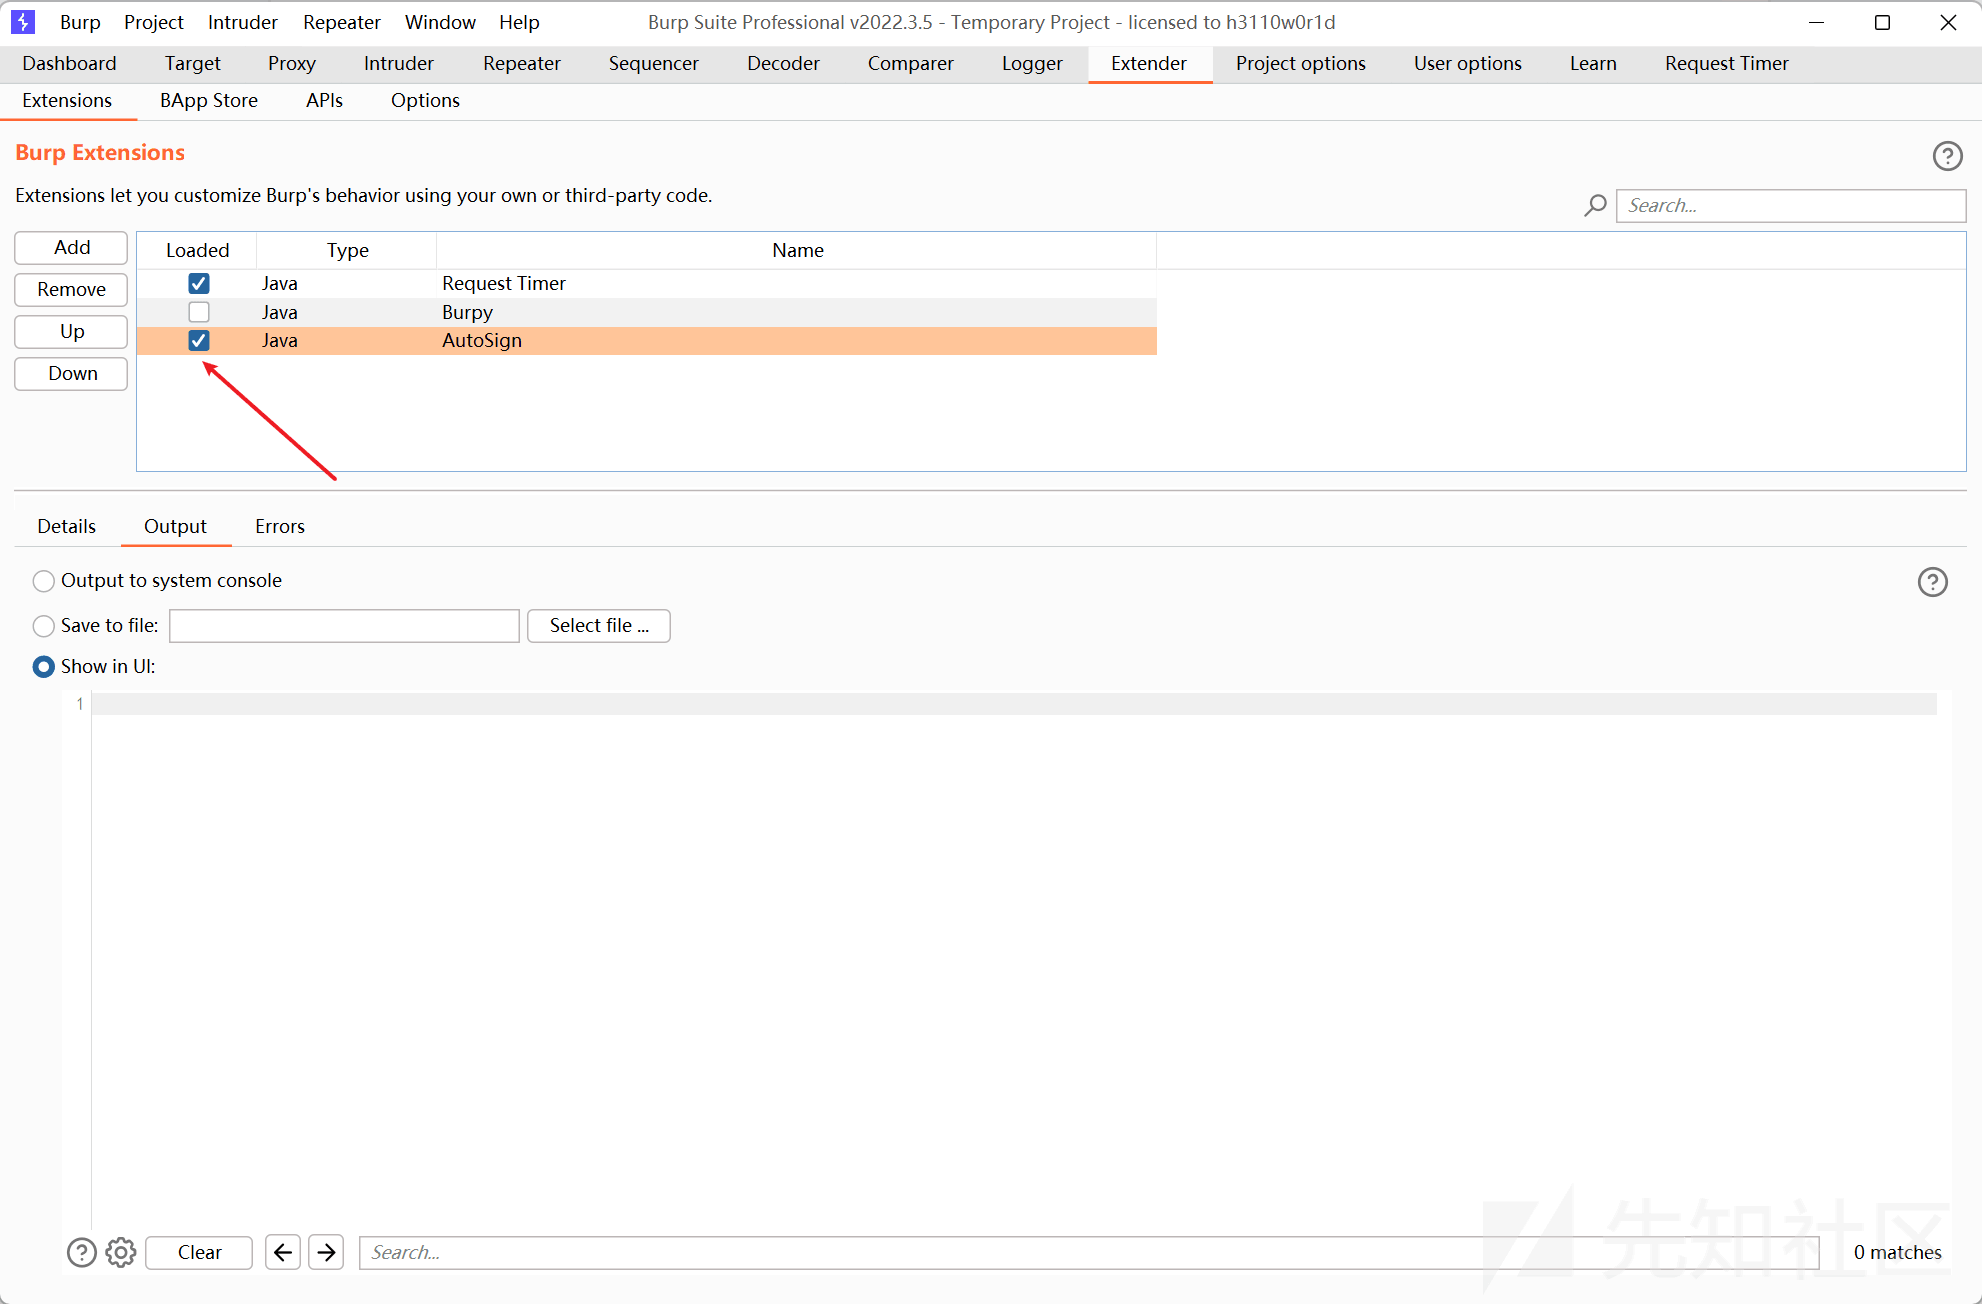 Burp Project Intruder Repeater Window Help Burp Suite Professional v2022.3.5 - Temporary Project - licensed to h3110w0r1d
Dashboard Target Proxy Intruder Repeater Sequencer Decoder Comparer Logger Extender Project options User options Learn Request Timer
Extensions BApp Store APIs Options
Burp Extensions
Extensions let you customize Burp's behavior using your own or third-party code.
Search...
Add
Remove
Up
Down
Loaded Type Name
Java Request Timer
Java Burpy
Java AutoSign
Details Output Errors
Output to system console
Save to file: Select file ...
Show in UI:
1
Clear Search... 0 matches
先知社区